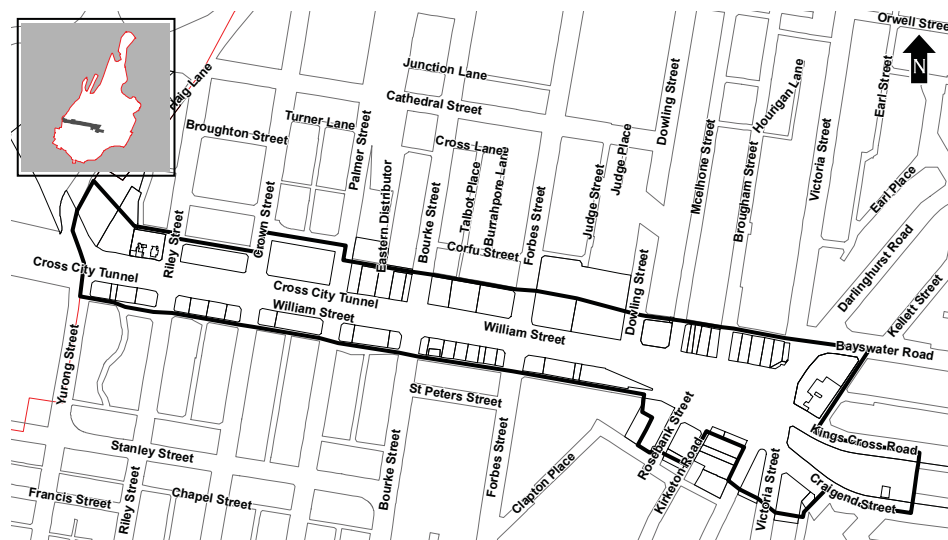 Orwell Stree
N
Junction Lane
Haig Lane
Cathedral Street
Turner Lane
Broughton Street
Palmer Street
Cross Lane
Dowling Street
Hourigan Lane
Earl Street
Judge Place
Mcelhone Street
Victoria Street
Brougham Street
Earl Place
Talbot Place
Burrahpore Lane
Forbes Street
Judge Street
Bourke Street
Eastern Distributor
Crown Street
Riley Street
Corfu Street
Darlinghurst Road
Kellett Street
Dowling Street
Cross City Tunnel
Cross City Tunnel
William Street
William Street
Bayswater Road
Yurong Street
St Peters Street
Rosebank Street
Kirketon Road
Kings Cross Road
Stanley Street
Bourke Street
Forbes Street
Clapton Place
Victoria Street
Craigend Street
Francis Street
Riley Street
Chapel Street